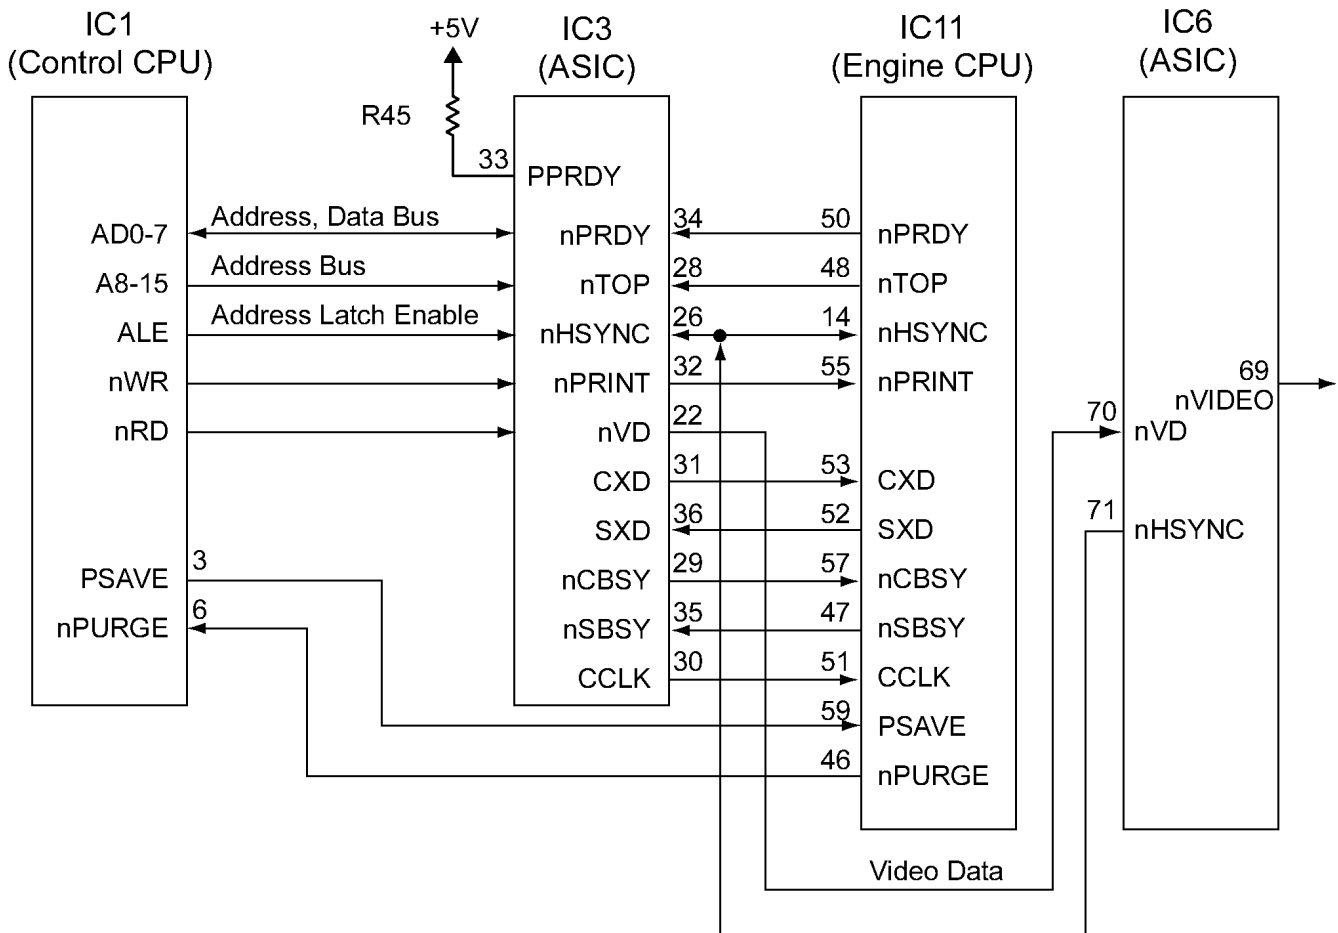 IC1
(Control CPU)
+5V
IC3
(ASIC)
IC11
(Engine CPU)
IC6
(ASIC)
R45
33
PPRDY
AD0-7
Address, Data Bus
nPRDY
34
50
nPRDY
A8-15
Address Bus
nTOP
28
48
nTOP
ALE
Address Latch Enable
nHSYNC
26
14
nHSYNC
nWR
nPRINT
32
55
nPRINT
69
nVIDEO
nRD
nVD
22
70
nVD
CXD
31
53
CXD
SXD
36
52
SXD
71
nHSYNC
PSAVE
3
nCBSY
29
57
nCBSY
nPURGE
6
nSBSY
35
47
nSBSY
CCLK
30
51
CCLK
59
PSAVE
46
nPURGE
Video Data